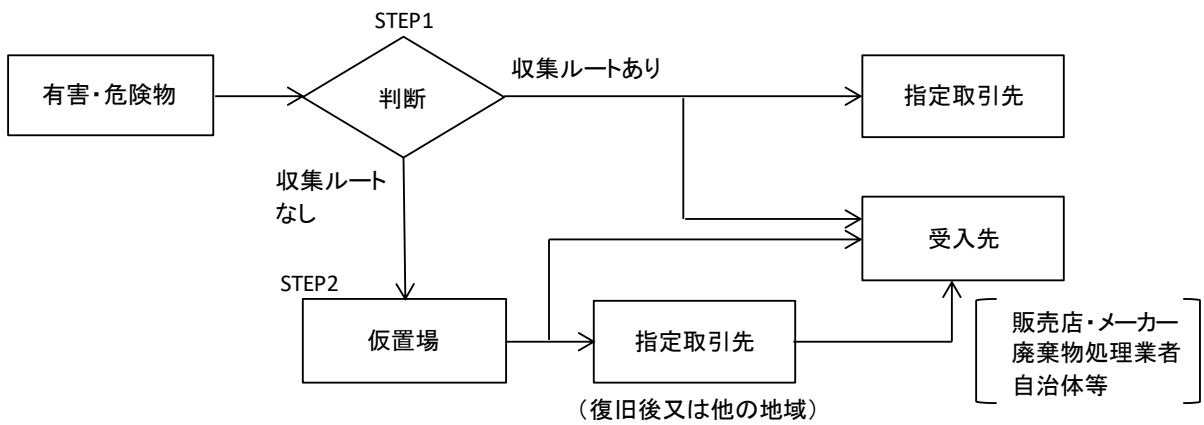 STEP1
有害・危険物
判断
収集ルートあり
指定取引先
収集ルート
なし
受入先
STEP2
仮置場
指定取引先
（復旧後又は他の地域）
販売店・メーカー
廃棄物処理業者
自治体等